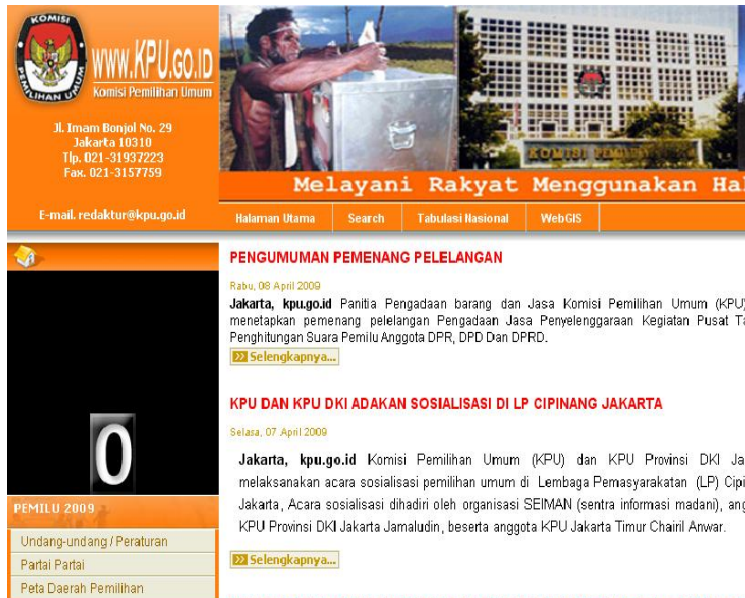 KOMISI
PEMILIHAN UMUM
WWW.KPU.GO.ID
Komisi Pemilihan Umum
Jl. Imam Bonjol No. 29
Jakarta 10310
Tlp. 021-31937223
Fax. 021-3157759
E-mail. redaktur@kpu.go.id
KOMISI
Melayani Rakyat Menggunakan Ha
Halaman Utama Search Tabulasi Nasional WebGIS
PENGUMUMAN PEMENANG PELELANGAN
Rabu, 08 April 2009
Jakarta, kpu.go.id Panitia Pengadaan barang dan Jasa Komisi Pemilihan Umum (KPU)
menetapkan pemenang pelelangan Pengadaan Jasa Penyelenggaraan Kegiatan Pusat Ta
Penghitungan Suara Pemilu Anggota DPR, DPD Dan DPRD.
Selengkapnya...
KPU DAN KPU DKI ADAKAN SOSIALISASI DI LP CIPINANG JAKARTA
Selasa, 07 April 2009
Jakarta, kpu.go.id Komisi Pemilihan Umum (KPU) dan KPU Provinsi DKI Ja
melaksanakan acara sosialisasi pemilihan umum di Lembaga Pemasyarakatan (LP) Cipi
Jakarta, Acara sosialisasi dihadiri oleh organisasi SEIMAN (sentra informasi madani), ang
KPU Provinsi DKI Jakarta Jamaludin, beserta anggota KPU Jakarta Timur Chairil Anwar.
Selengkapnya...
0
PEMILU 2009
Undang-undang / Peraturan
Partai Partai
Peta Daerah Pemilihan